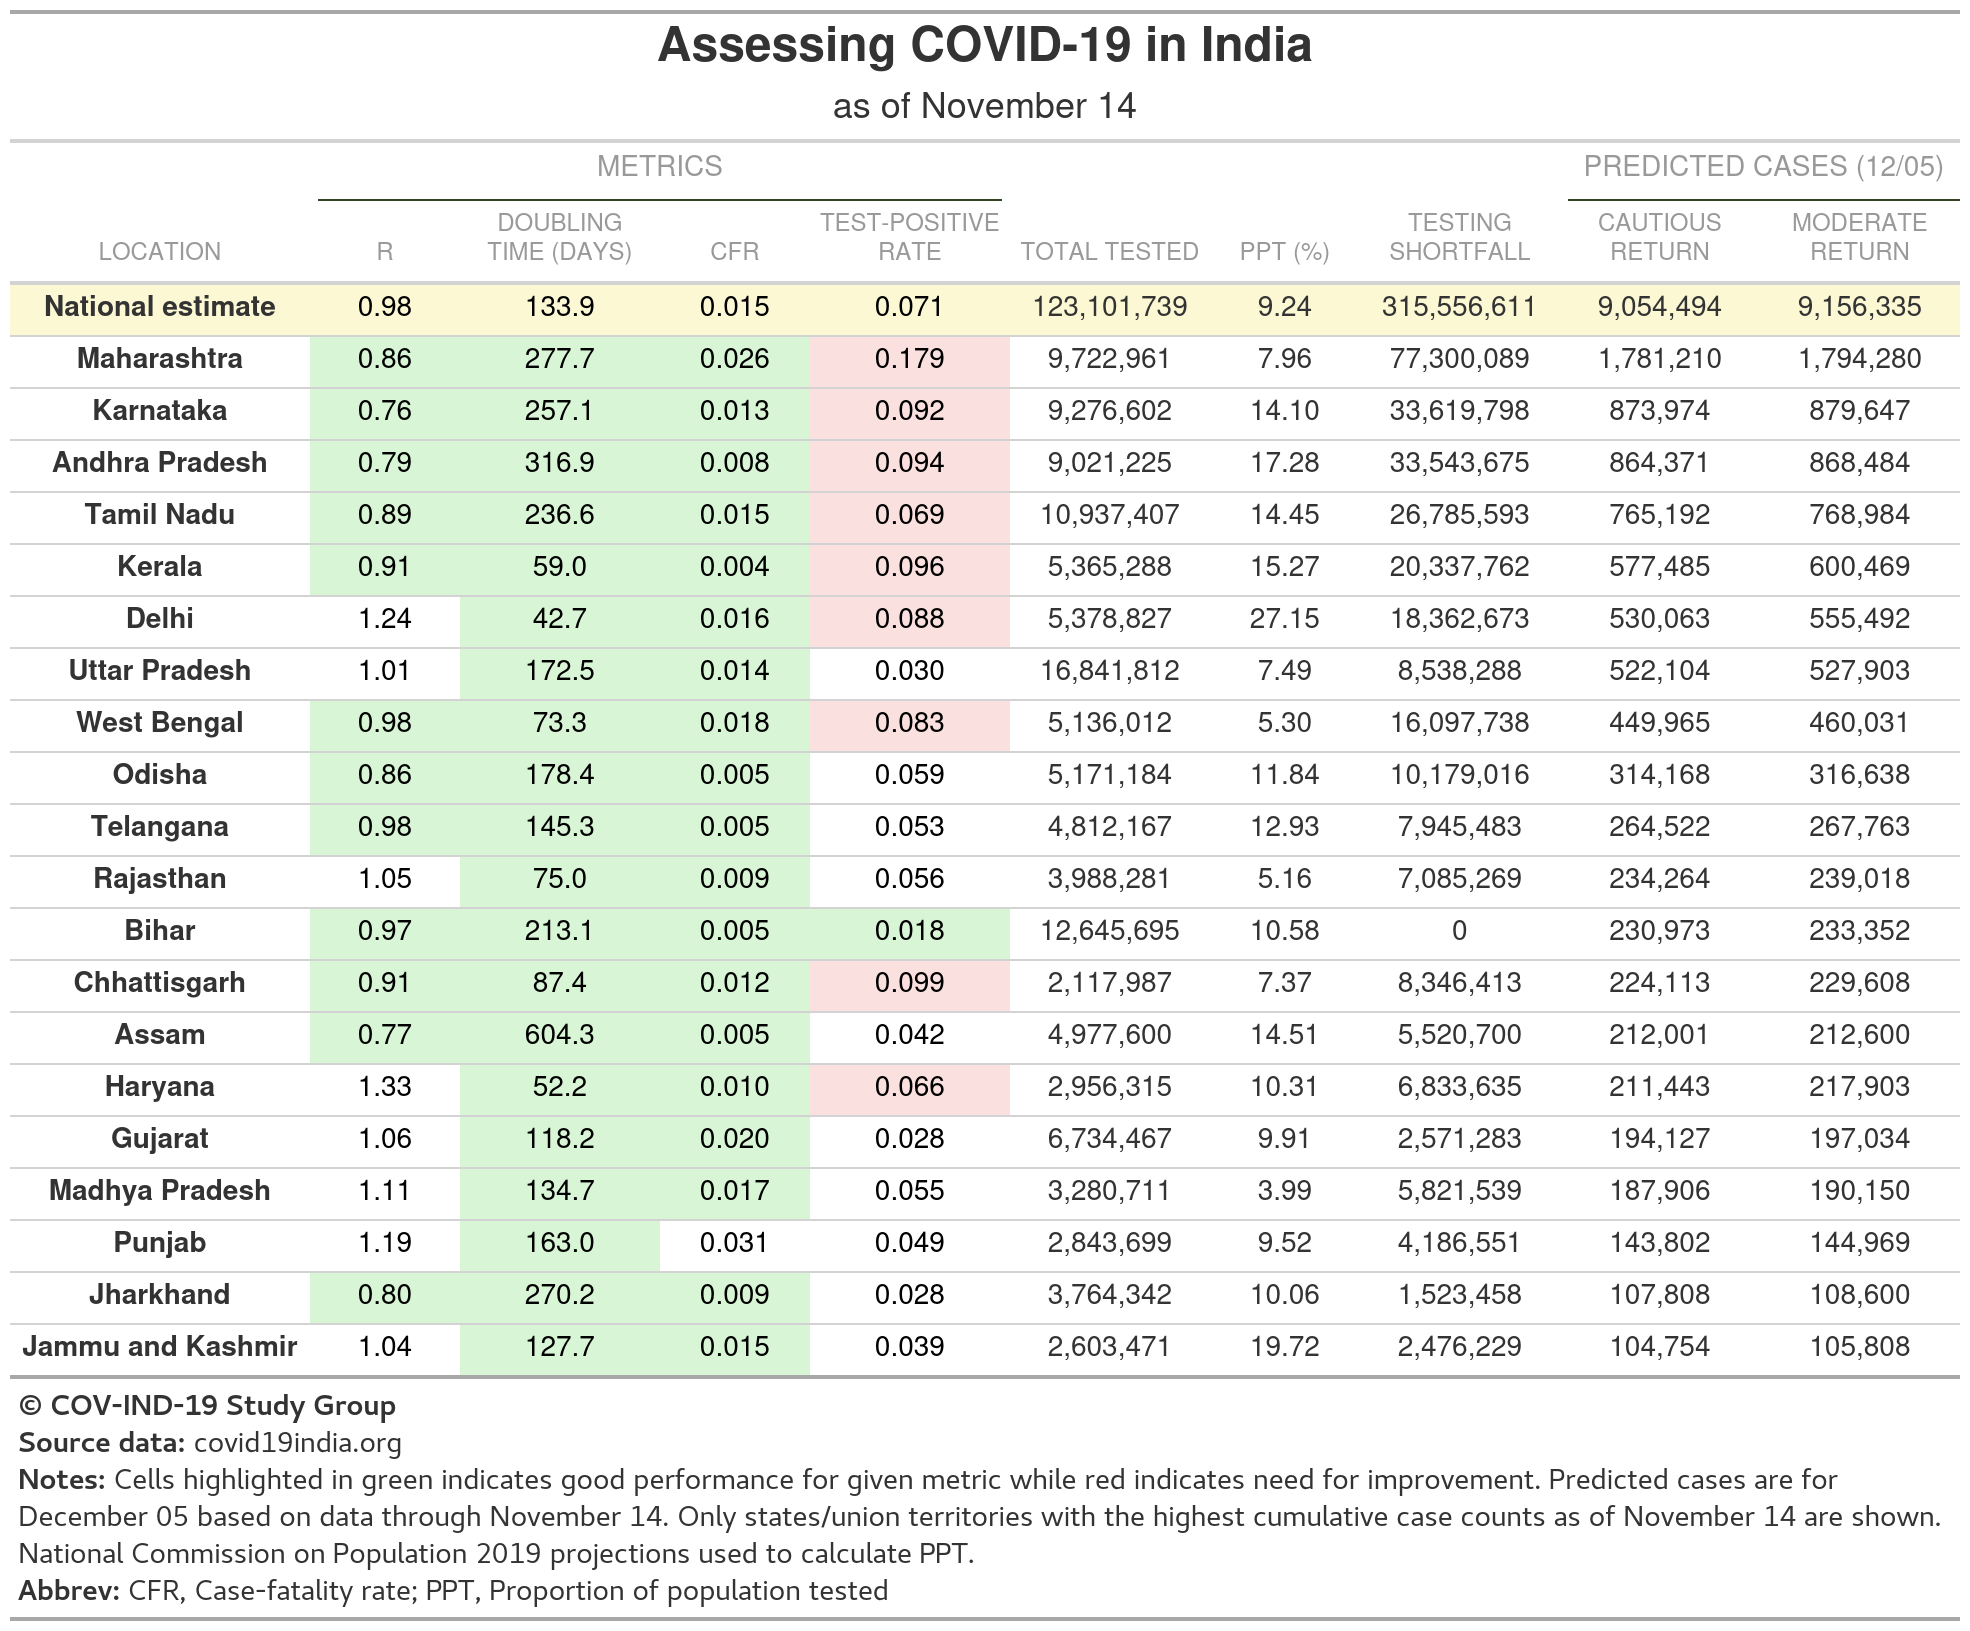 Assessing COVID-19 in India
as of November 14
METRICS PREDICTED CASES (12/05)
LOCATION R DOUBLING TIME (DAYS) CFR TEST-POSITIVE RATE TOTAL TESTED PPT (%) TESTING SHORTFALL CAUTIOUS RETURN MODERATE RETURN
National estimate 0.98 133.9 0.015 0.071 123,101,739 9.24 315,556,611 9,054,494 9,156,335
Maharashtra 0.86 277.7 0.026 0.179 9,722,961 7.96 77,300,089 1,781,210 1,794,280
Karnataka 0.76 257.1 0.013 0.092 9,276,602 14.10 33,619,798 873,974 879,647
Andhra Pradesh 0.79 316.9 0.008 0.094 9,021,225 17.28 33,543,675 864,371 868,484
Tamil Nadu 0.89 236.6 0.015 0.069 10,937,407 14.45 26,785,593 765,192 768,984
Kerala 0.91 59.0 0.004 0.096 5,365,288 15.27 20,337,762 577,485 600,469
Delhi 1.24 42.7 0.016 0.088 5,378,827 27.15 18,362,673 530,063 555,492
Uttar Pradesh 1.01 172.5 0.014 0.030 16,841,812 7.49 8,538,288 522,104 527,903
West Bengal 0.98 73.3 0.018 0.083 5,136,012 5.30 16,097,738 449,965 460,031
Odisha 0.86 178.4 0.005 0.059 5,171,184 11.84 10,179,016 314,168 316,638
Telangana 0.98 145.3 0.005 0.053 4,812,167 12.93 7,945,483 264,522 267,763
Rajasthan 1.05 75.0 0.009 0.056 3,988,281 5.16 7,085,269 234,264 239,018
Bihar 0.97 213.1 0.005 0.018 12,645,695 10.58 0 230,973 233,352
Chhattisgarh 0.91 87.4 0.012 0.099 2,117,987 7.37 8,346,413 224,113 229,608
Assam 0.77 604.3 0.005 0.042 4,977,600 14.51 5,520,700 212,001 212,600
Haryana 1.33 52.2 0.010 0.066 2,956,315 10.31 6,833,635 211,443 217,903
Gujarat 1.06 118.2 0.020 0.028 6,734,467 9.91 2,571,283 194,127 197,034
Madhya Pradesh 1.11 134.7 0.017 0.055 3,280,711 3.99 5,821,539 187,906 190,150
Punjab 1.19 163.0 0.031 0.049 2,843,699 9.52 4,186,551 143,802 144,969
Jharkhand 0.80 270.2 0.009 0.028 3,764,342 10.06 1,523,458 107,808 108,600
Jammu and Kashmir 1.04 127.7 0.015 0.039 2,603,471 19.72 2,476,229 104,754 105,808
© COV-IND-19 Study Group
Source data: covid19india.org
Notes: Cells highlighted in green indicates good performance for given metric while red indicates need for improvement. Predicted cases are for
December 05 based on data through November 14. Only states/union territories with the highest cumulative case counts as of November 14 are shown.
National Commission on Population 2019 projections used to calculate PPT.
Abbrev: CFR, Case-fatality rate; PPT, Proportion of population tested